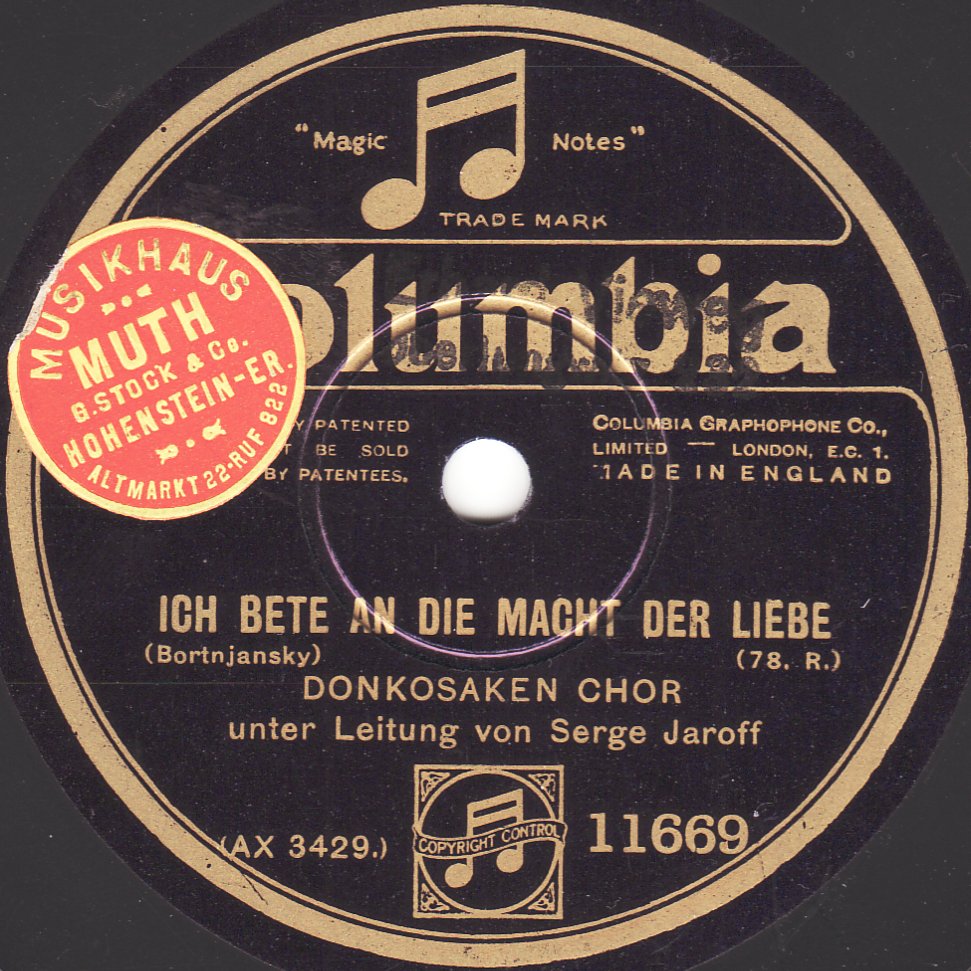 "Magic Notes"
TRADE MARK
Columbia
MUSIKHAUS
MUTH
G. STOCK & Co.
HOHENSTEIN-ER.
ALTMARKT 22 · RUF 822
PATENTED
BE SOLD
BY PATENTEES.
COLUMBIA GRAPHOPHONE CO.,
LIMITED — LONDON, E.C. 1.
MADE IN ENGLAND
ICH BETE AN DIE MACHT DER LIEBE
(Bortnjansky) (78. R.)
DONKOSAKEN CHOR
unter Leitung von Serge Jaroff
(AX 3429.)
COPYRIGHT CONTROL
11669